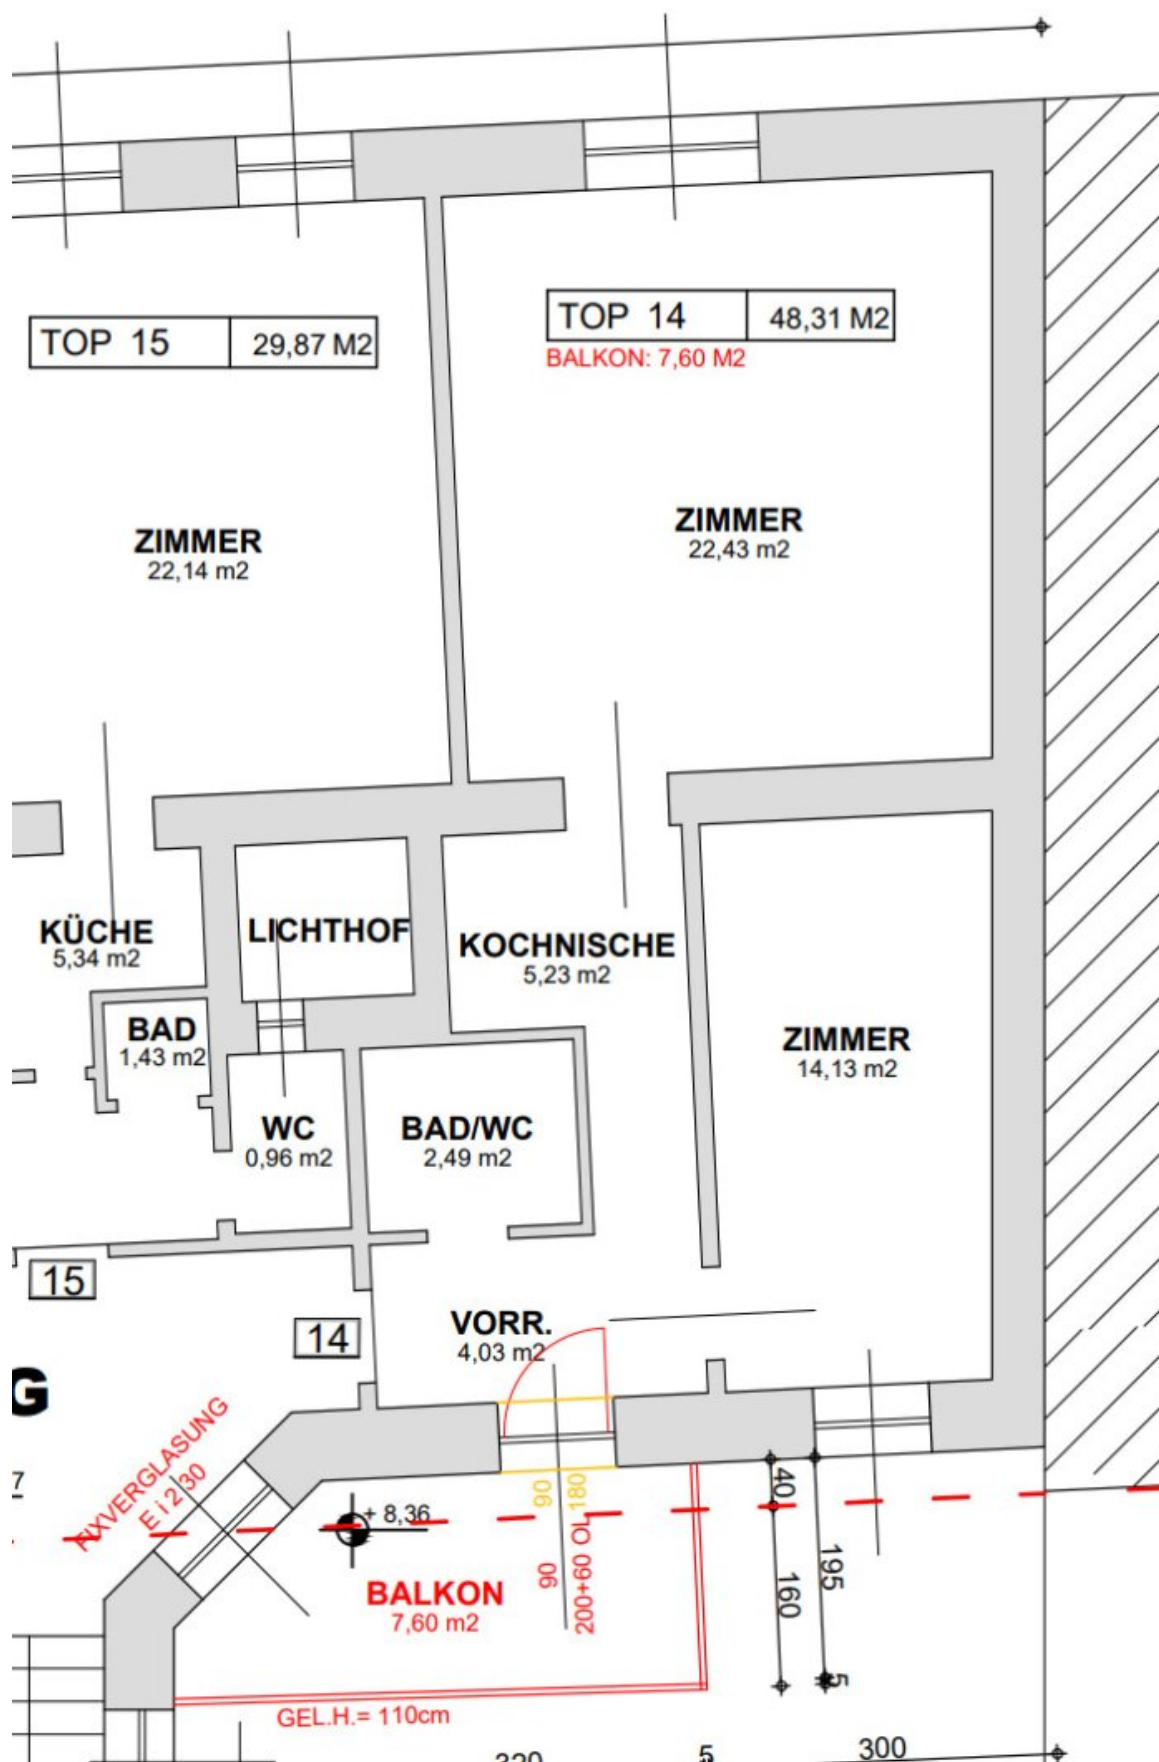 TOP 15 29,87 M2
TOP 14 48,31 M2
BALKON: 7,60 M2
ZIMMER
22,14 m2
ZIMMER
22,43 m2
KÜCHE
5,34 m2
LICHTHOF
KOCHNISCHE
5,23 m2
BAD
1,43 m2
ZIMMER
14,13 m2
WC
0,96 m2
BAD/WC
2,49 m2
15
14
VORR.
4,03 m2
G
FIXVERGLASUNG
E i 2 30
7
+ 8,36
90
180
90
200+60 OL
40
160
195
5
BALKON
7,60 m2
GEL.H.= 110cm
320
5
300